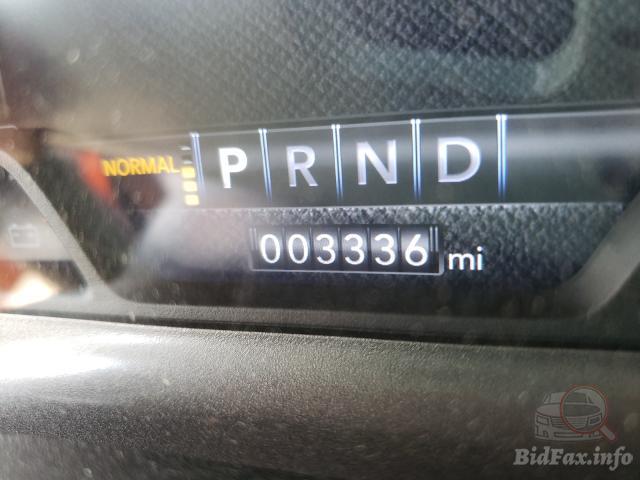 NORMAL P R N D
003336 mi
BidFax.info